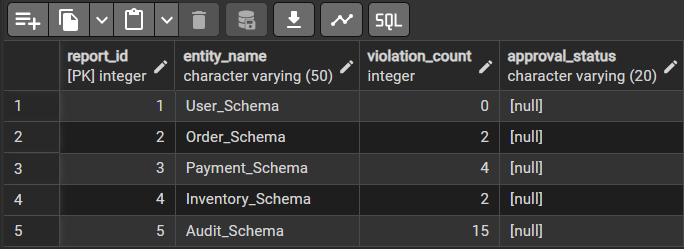 SQL
report_id entity_name violation_count approval_status
[PK] integer character varying (50) integer character varying (20)
1 1 User_Schema 0 [null]
2 2 Order_Schema 2 [null]
3 3 Payment_Schema 4 [null]
4 4 Inventory_Schema 2 [null]
5 5 Audit_Schema 15 [null]